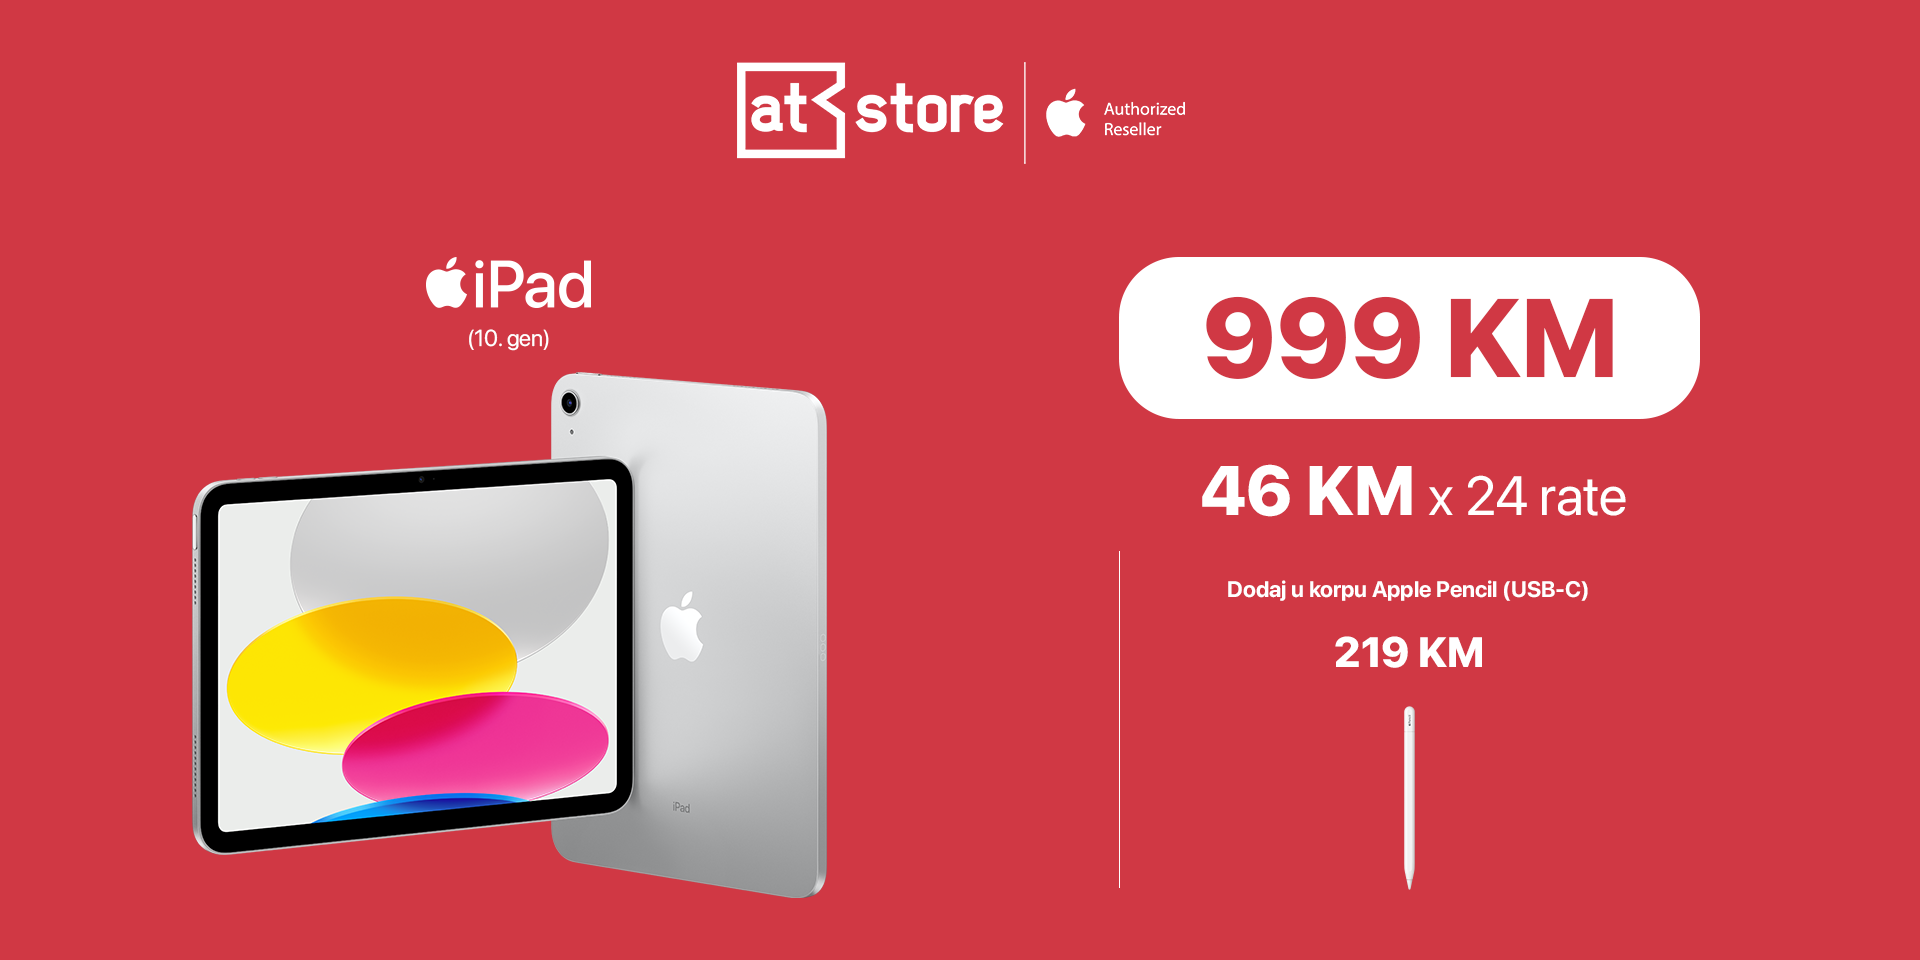 at store
Authorized
Reseller
iPad
(10. gen)
999 KM
46 KM x 24 rate
Dodaj u korpu Apple Pencil (USB-C)
219 KM
iPad